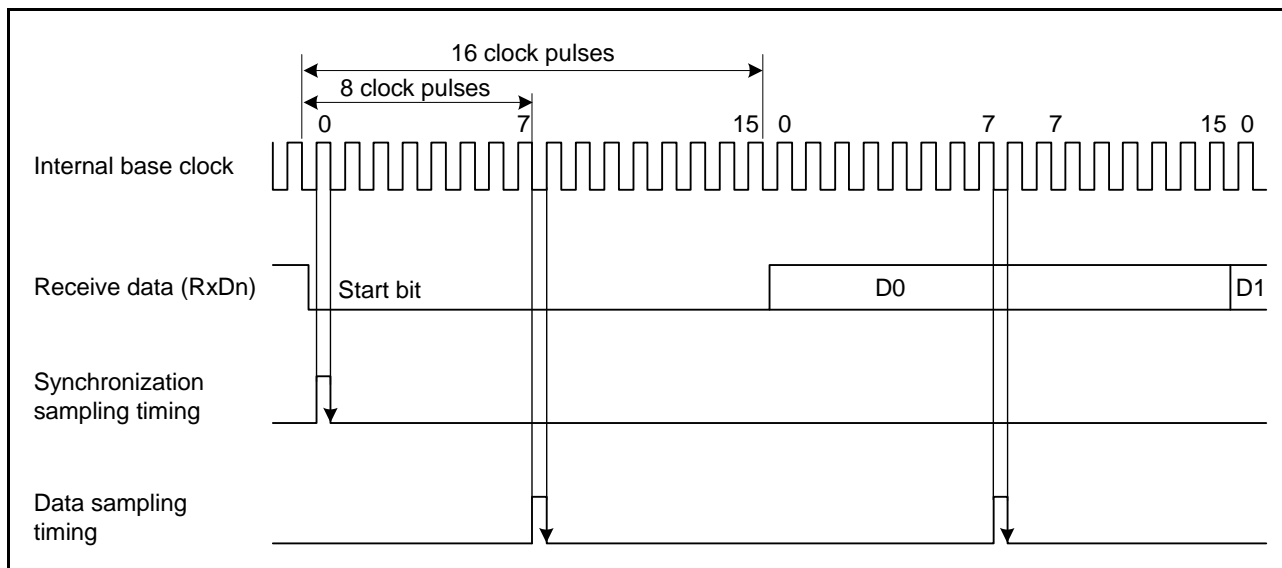 16 clock pulses
8 clock pulses
0 7 15 0 7 7 15 0
Internal base clock
Receive data (RxDn)
Start bit
D0
D1
Synchronization
sampling timing
Data sampling
timing